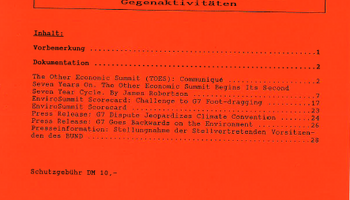 Gegenaktivitäten
Inhalt:
Vorbemerkung ........................................ 1
Dokumentation ....................................... 2
The Other Economic Summit (TOES): Communiqué ........ 2
Seven Years On. The Other Economic Summit Begins Its Second
Seven Year Cycle. By James Robertson ................ 7
EnviroSummit Scorecard: Challenge to G7 Foot-dragging ... 17
EnviroSummit Scorecard .............................. 23
Press Release: G7 Dispute Jeopardizes Climate Convention .... 24
Press Release: G7 Goes Backwards on the Environment ..... 26
Presseinformation: Stellungnahme der Stellvertretenden Vorsitzen-
den des BUND ........................................ 28
Schutzgebühr DM 10,-